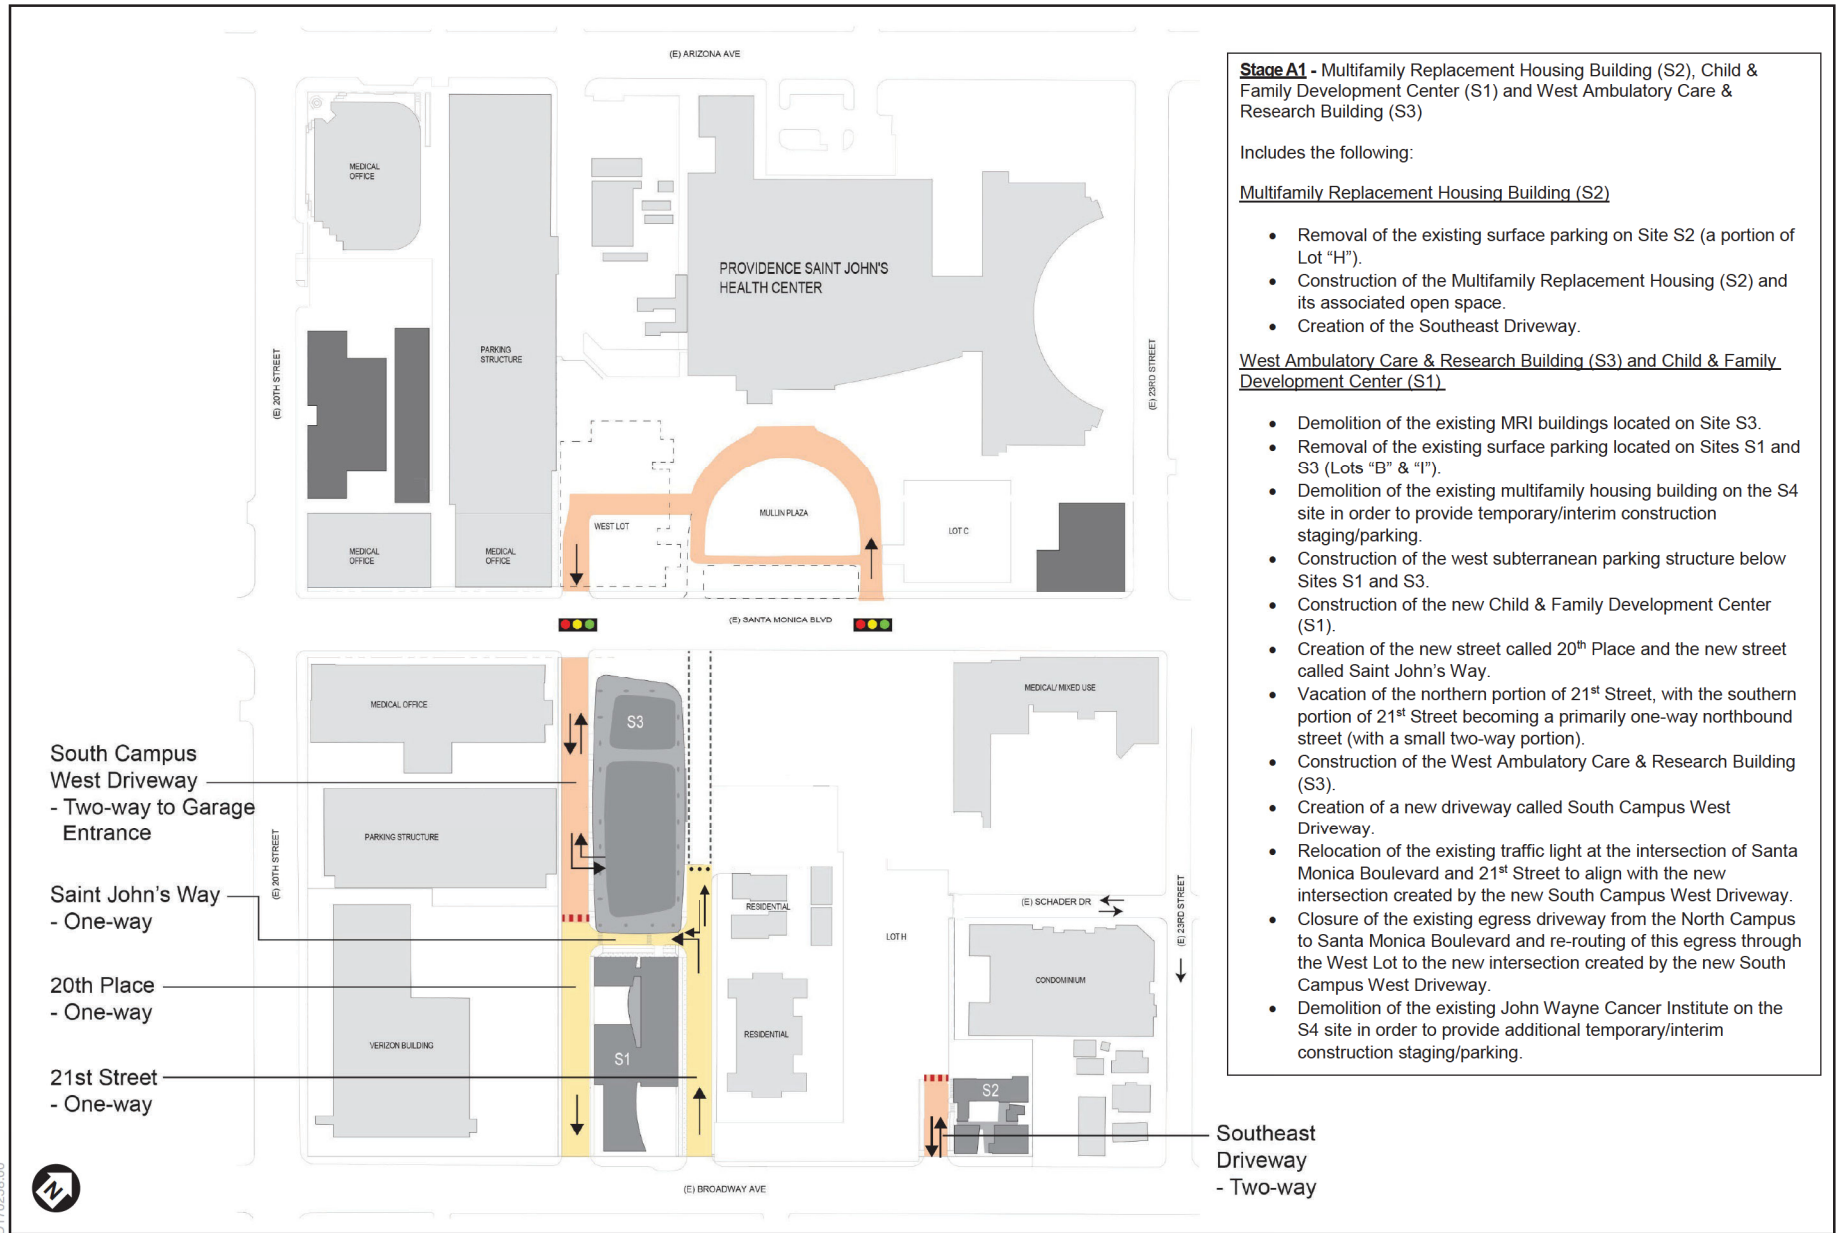 (E) ARIZONA AVE
MEDICAL
OFFICE
PROVIDENCE SAINT JOHN'S
HEALTH CENTER
PARKING
STRUCTURE
(E) 20TH STREET
(E) 23RD STREET
MULLIN PLAZA
WEST LOT
LOT C
MEDICAL
OFFICE
MEDICAL
OFFICE
(E) SANTA MONICA BLVD
MEDICAL OFFICE
S3
MEDICAL/ MIXED USE
South Campus
West Driveway
- Two-way to Garage
Entrance
PARKING STRUCTURE
(E) 20TH STREET
Saint John's Way
- One-way
RESIDENTIAL
(E) SCHADER DR
(E) 23RD STREET
LOT H
20th Place
- One-way
CONDOMINIUM
RESIDENTIAL
VERIZON BUILDING
S1
21st Street
- One-way
S2
Southeast
Driveway
- Two-way
(E) BROADWAY AVE
N
Stage A1 - Multifamily Replacement Housing Building (S2), Child &
Family Development Center (S1) and West Ambulatory Care &
Research Building (S3)
Includes the following:
Multifamily Replacement Housing Building (S2)
• Removal of the existing surface parking on Site S2 (a portion of
Lot “H”).
• Construction of the Multifamily Replacement Housing (S2) and
its associated open space.
• Creation of the Southeast Driveway.
West Ambulatory Care & Research Building (S3) and Child & Family
Development Center (S1)
• Demolition of the existing MRI buildings located on Site S3.
• Removal of the existing surface parking located on Sites S1 and
S3 (Lots “B” & “I”).
• Demolition of the existing multifamily housing building on the S4
site in order to provide temporary/interim construction
staging/parking.
• Construction of the west subterranean parking structure below
Sites S1 and S3.
• Construction of the new Child & Family Development Center
(S1).
• Creation of the new street called 20th Place and the new street
called Saint John’s Way.
• Vacation of the northern portion of 21st Street, with the southern
portion of 21st Street becoming a primarily one-way northbound
street (with a small two-way portion).
• Construction of the West Ambulatory Care & Research Building
(S3).
• Creation of a new driveway called South Campus West
Driveway.
• Relocation of the existing traffic light at the intersection of Santa
Monica Boulevard and 21st Street to align with the new
intersection created by the new South Campus West Driveway.
• Closure of the existing egress driveway from the North Campus
to Santa Monica Boulevard and re-routing of this egress through
the West Lot to the new intersection created by the new South
Campus West Driveway.
• Demolition of the existing John Wayne Cancer Institute on the
S4 site in order to provide additional temporary/interim
construction staging/parking.